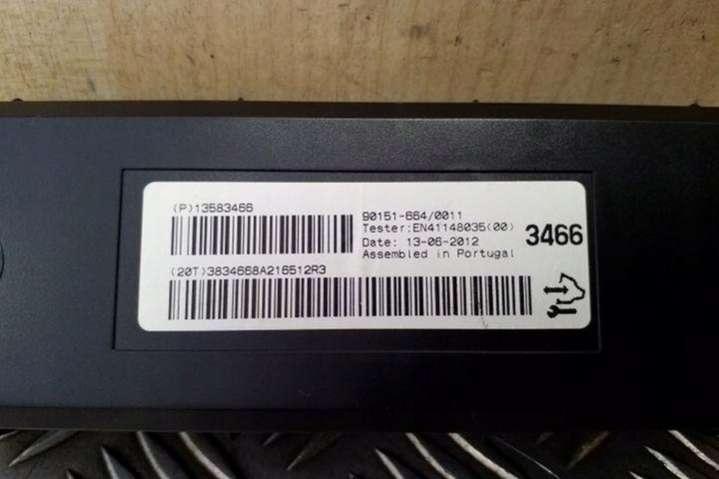 (P)13583466
90151-664/0011
Tester:EN41148035(00)
Date: 13-06-2012
Assembled in Portugal
3466
(20T)3834668A216512R3